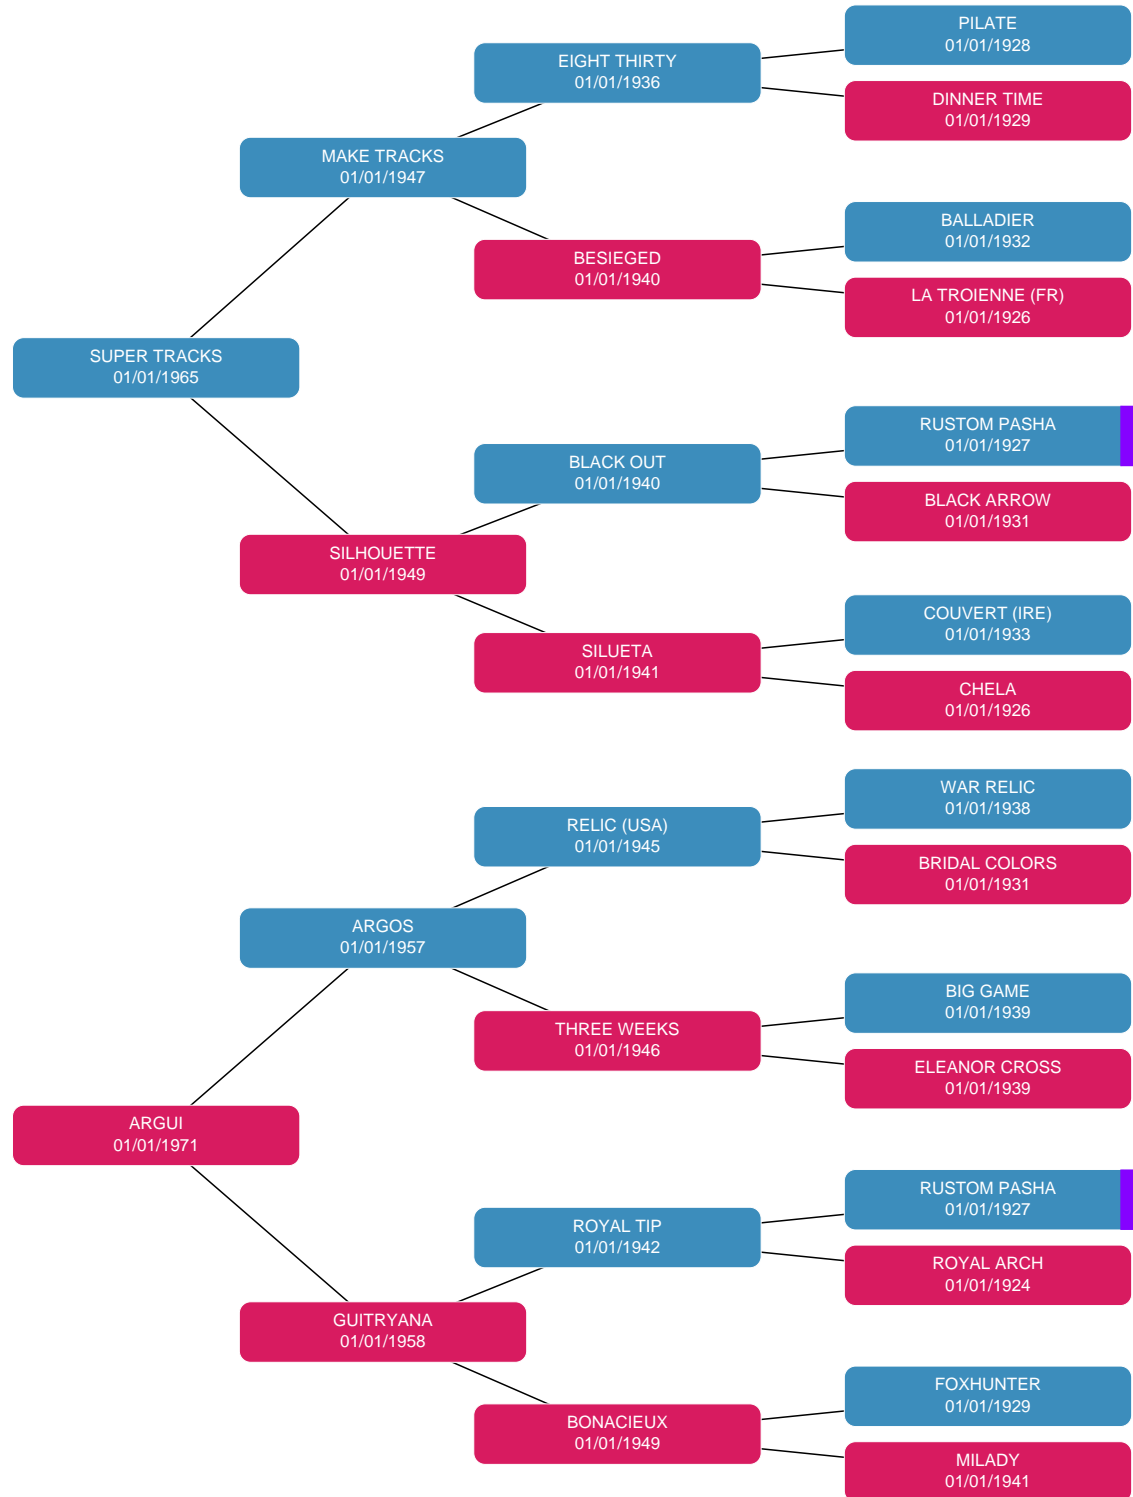 PILATE
01/01/1928
EIGHT THIRTY
01/01/1936
DINNER TIME
01/01/1929
MAKE TRACKS
01/01/1947
BALLADIER
01/01/1932
BESIEGED
01/01/1940
LA TROIENNE (FR)
01/01/1926
SUPER TRACKS
01/01/1965
RUSTOM PASHA
01/01/1927
BLACK OUT
01/01/1940
BLACK ARROW
01/01/1931
SILHOUETTE
01/01/1949
COUVERT (IRE)
01/01/1933
SILUETA
01/01/1941
CHELA
01/01/1926
WAR RELIC
01/01/1938
RELIC (USA)
01/01/1945
BRIDAL COLORS
01/01/1931
ARGOS
01/01/1957
BIG GAME
01/01/1939
THREE WEEKS
01/01/1946
ELEANOR CROSS
01/01/1939
ARGUI
01/01/1971
RUSTOM PASHA
01/01/1927
ROYAL TIP
01/01/1942
ROYAL ARCH
01/01/1924
GUITRYANA
01/01/1958
FOXHUNTER
01/01/1929
BONACIEUX
01/01/1949
MILADY
01/01/1941